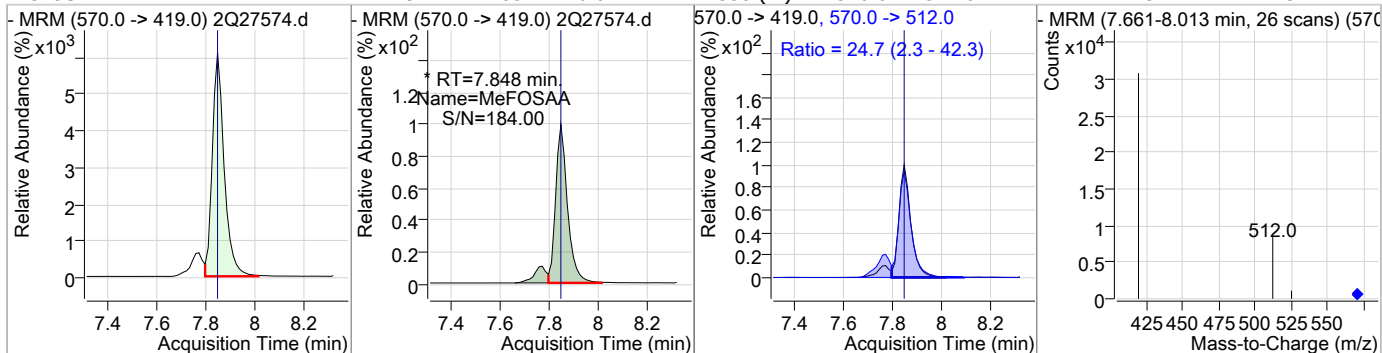 - MRM (570.0 -> 419.0) 2Q27574.d
x10³
Relative Abundance (%)
5
4
3
2
1
0
7.4 7.6 7.8 8 8.2
Acquisition Time (min)
- MRM (570.0 -> 419.0) 2Q27574.d
x10²
Relative Abundance (%)
* RT=7.848 min.
Name=MeFOSAA
S/N=184.00
1.2
1
0.8
0.6
0.4
0.2
0
7.4 7.6 7.8 8 8.2
Acquisition Time (min)
570.0 -> 419.0, 570.0 -> 512.0
x10²
Relative Abundance (%)
Ratio = 24.7 (2.3 - 42.3)
1.6
1.4
1.2
1
0.8
0.6
0.4
0.2
0
7.4 7.6 7.8 8 8.2
Acquisition Time (min)
- MRM (7.661-8.013 min, 26 scans) (570
x10⁴
Counts
3
2.5
2
1.5
1
0.5
0
512.0
425 450 475 500 525 550
Mass-to-Charge (m/z)